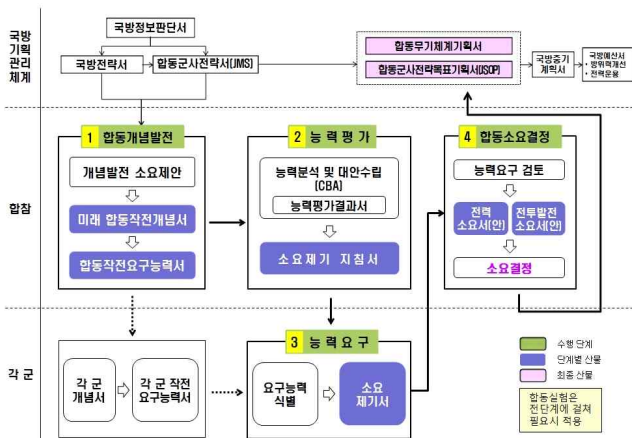 국방
기획
관리
체계
국방정보판단서
국방전략서
합동군사전략서(JMS)
합동무기체계기획서
합동군사전략목표기획서(JSOP)
국방중기
계획서
국방예산서
• 방위력개선
• 전력운용
합참
1 합동개념발전
개념발전 소요제안
미래 합동작전개념서
합동작전요구능력서
2 능력평가
능력분석 및 대안수립
(CBA)
능력평가결과서
소요제기 지침서
4 합동소요결정
능력요구 검토
전력
소요서(안)
전투발전
소요서(안)
소요결정
각 군
각 군
개념서
각 군 작전
요구능력서
3 능력요구
요구능력
식별
소요
제기서
수행 단계
단계별 산물
최종 산물
합동실험은
전단계에 걸쳐
필요시 적용